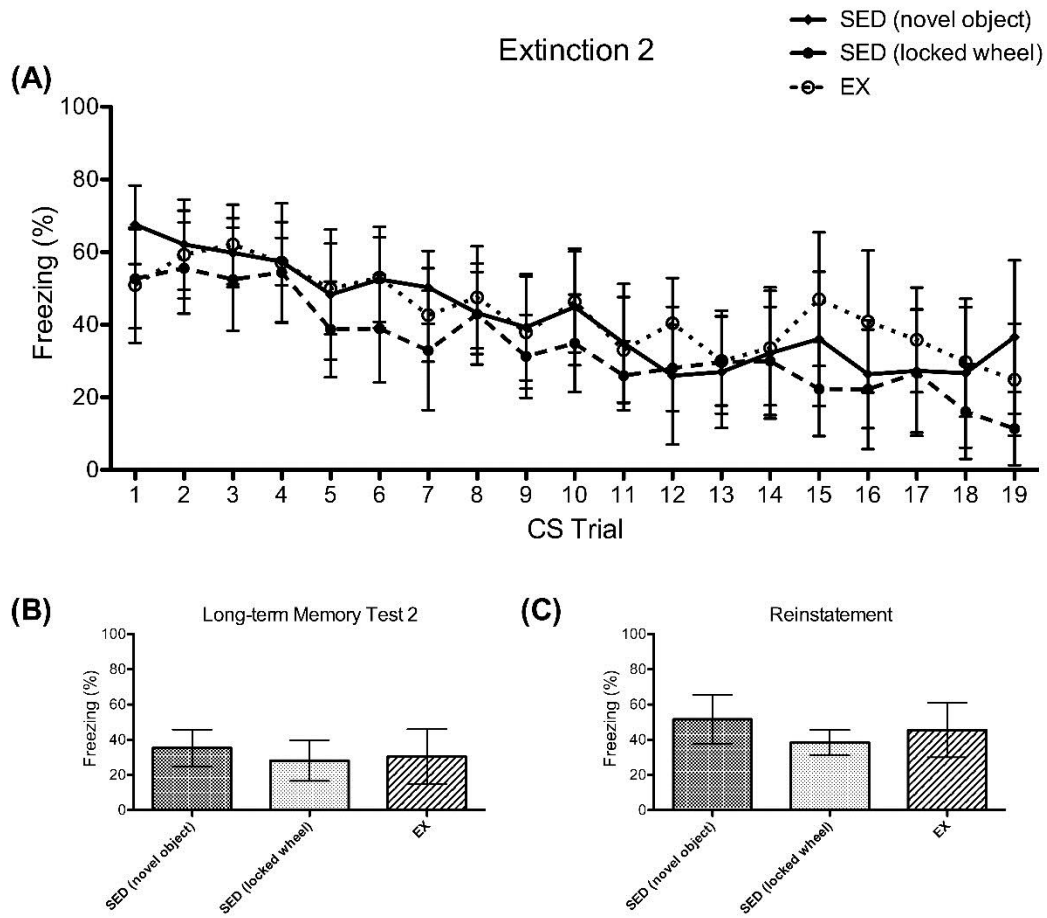 SED (novel object)
Extinction 2
SED (locked wheel)
(A)
EX
100
80
60
40
20
0
Freezing (%)
1 2 3 4 5 6 7 8 9 10 11 12 13 14 15 16 17 18 19
CS Trial
(B)
Long-term Memory Test 2
100
80
60
40
20
0
Freezing (%)
SED (novel object)
SED (locked wheel)
EX
(C)
Reinstatement
100
80
60
40
20
0
Freezing (%)
SED (novel object)
SED (locked wheel)
EX